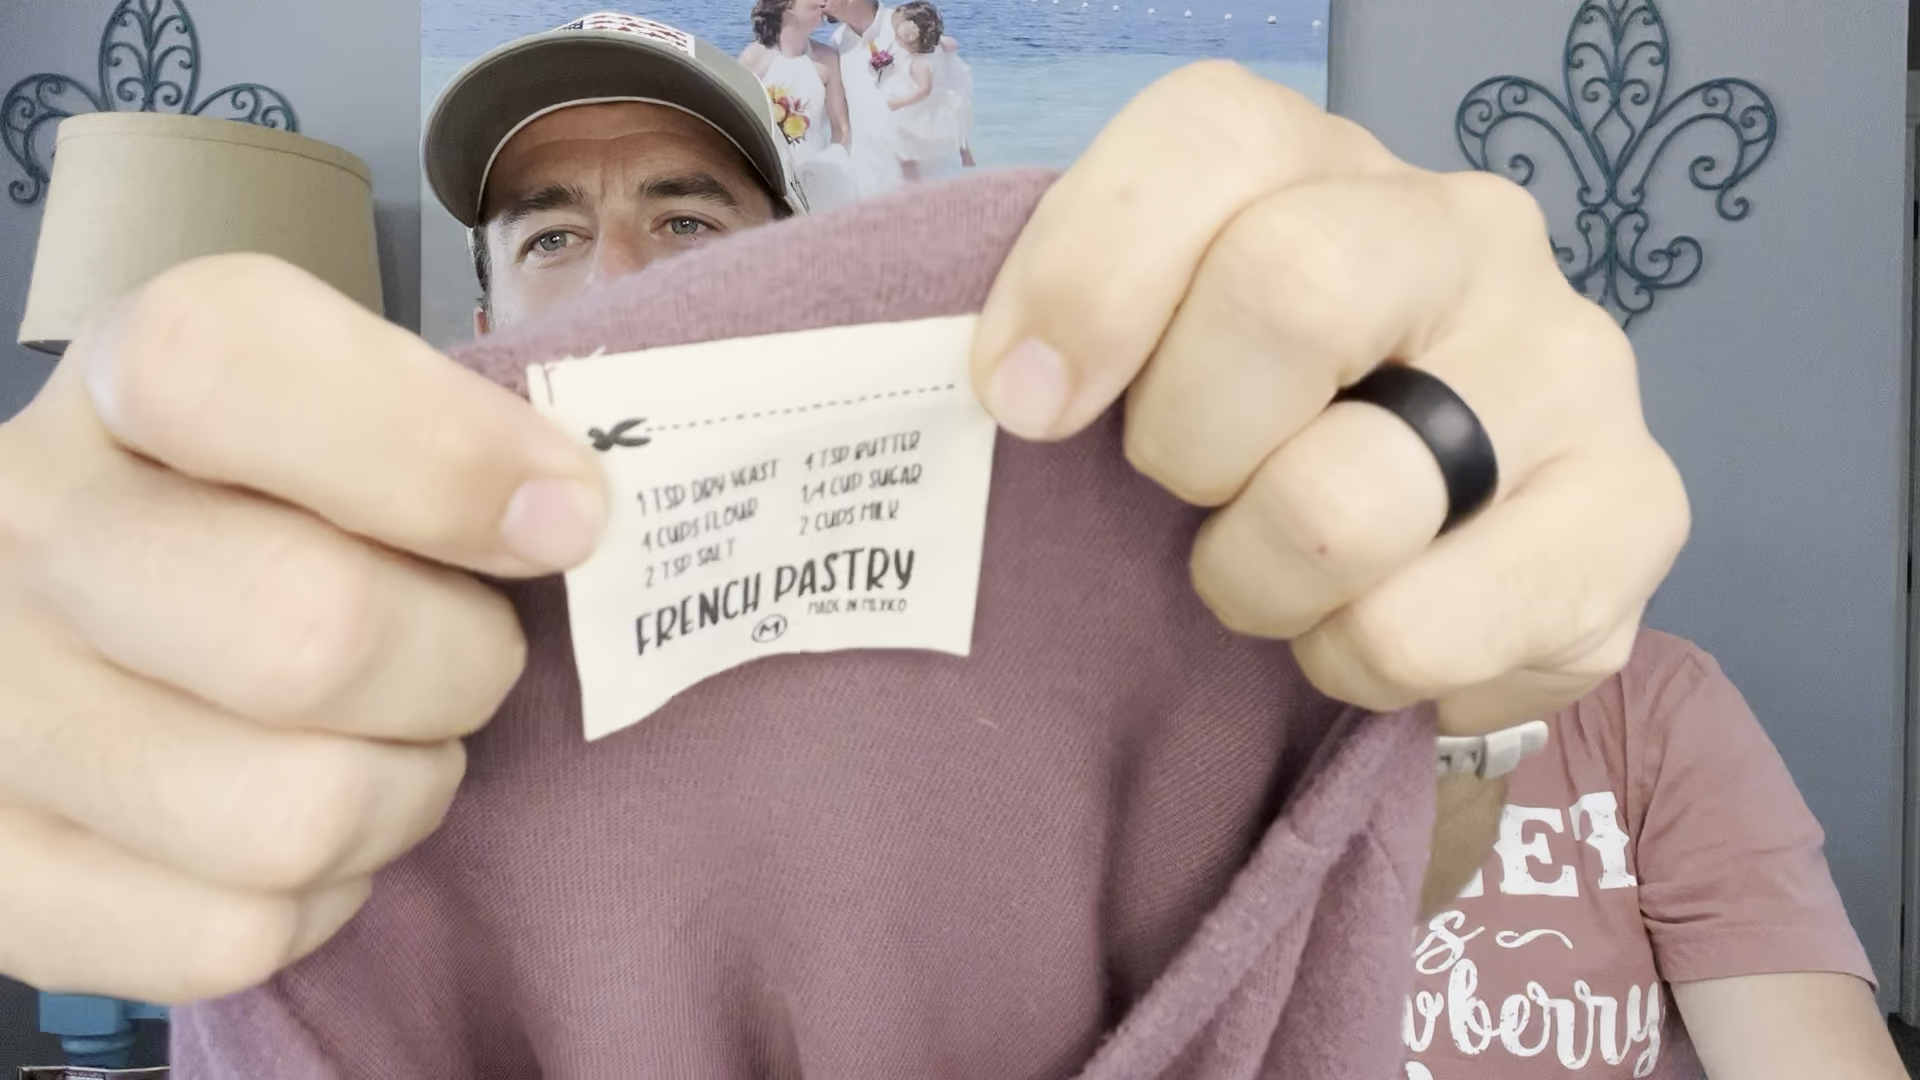 1 TSP DRY YEAST
4 CUPS FLOUR
2 TSP SALT
4 TSP BUTTER
1/4 CUP SUGAR
2 CUPS MILK
FRENCH PASTRY
MADE IN MEXICO
M